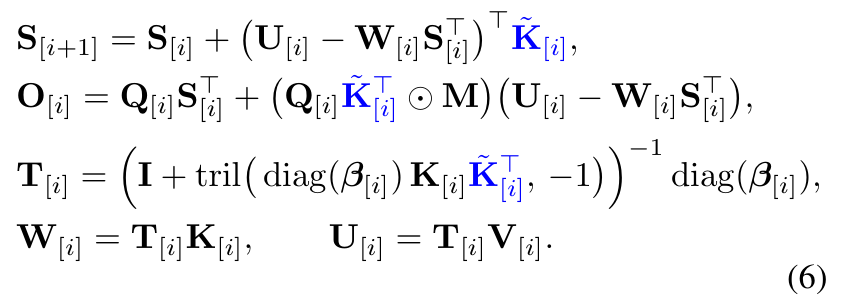 S_{[i+1]} = S_{[i]} + (U_{[i]} − W_{[i]}S_{[i]}^⊤)^⊤ K̃_{[i]},
O_{[i]} = Q_{[i]}S_{[i]}^⊤ + (Q_{[i]}K̃_{[i]}^⊤ ⊙ M)(U_{[i]} − W_{[i]}S_{[i]}^⊤),
T_{[i]} = (I + tril(diag(β_{[i]}) K_{[i]}K̃_{[i]}^⊤, −1))^{−1} diag(β_{[i]}),
W_{[i]} = T_{[i]}K_{[i]}, U_{[i]} = T_{[i]}V_{[i]}.
(6)